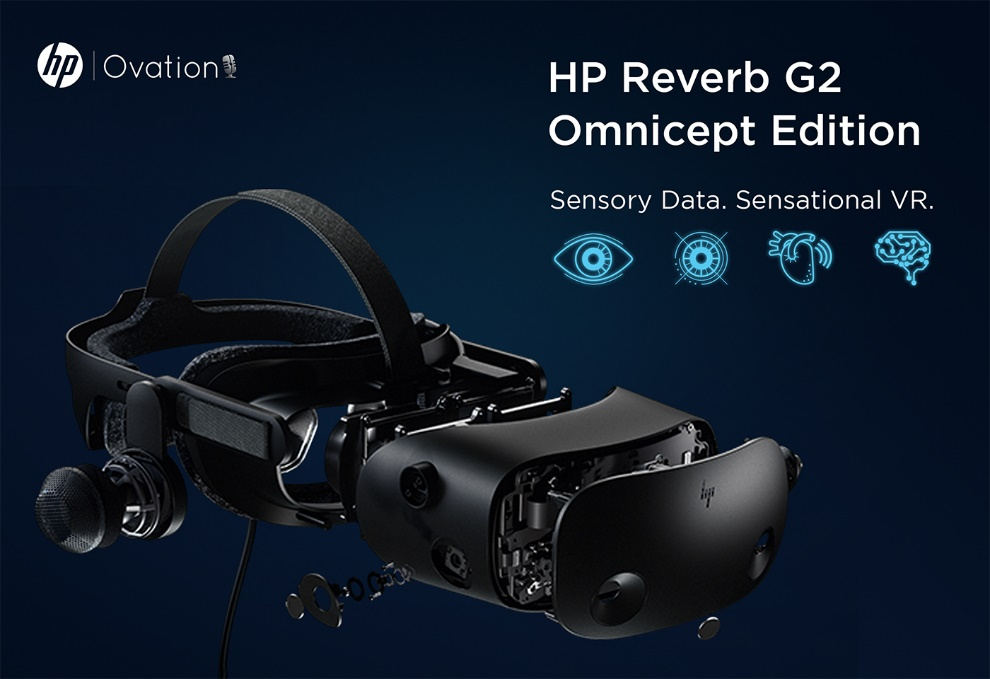 hp | Ovation
HP Reverb G2
Omnicept Edition
Sensory Data. Sensational VR.
hp